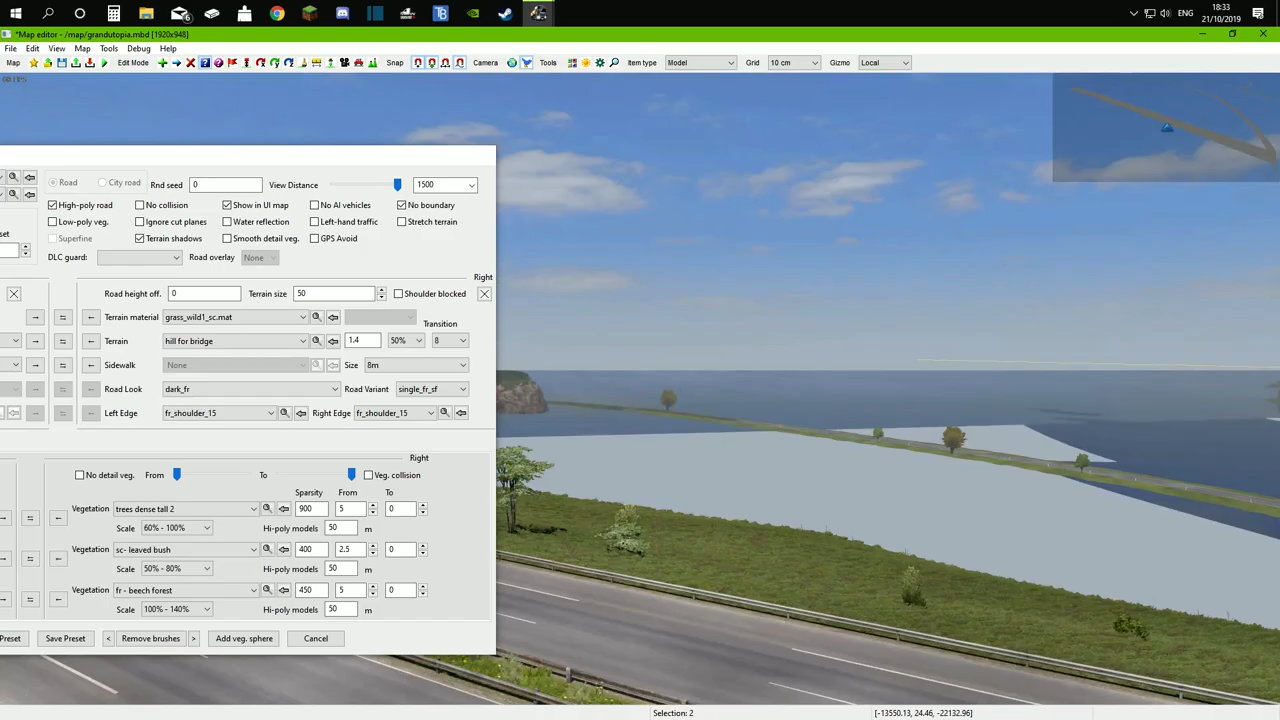 18:33
ENG
21/10/2019
6
*Map editor - /map/grandutopia.mbd [1920x948]
File Edit View Map Tools Debug Help
Map Edit Mode Snap Camera Tools Item type Model Grid 10 cm Gizmo Local
Road City road Rnd seed 0 View Distance 1500
High-poly road No collision Show in UI map No AI vehicles No boundary
Low-poly veg. Ignore cut planes Water reflection Left-hand traffic Stretch terrain
set Superfine Terrain shadows Smooth detail veg. GPS Avoid
DLC guard: Road overlay None
Right
Road height off. 0 Terrain size 50 Shoulder blocked
Terrain material grass_wild1_sc.mat
Transition
Terrain hill for bridge 1.4 50% 8
Sidewalk None Size 8m
Road Look dark_fr Road Variant single_fr_sf
Left Edge fr_shoulder_15 Right Edge fr_shoulder_15
Right
No detail veg. From To Veg. collision
Sparsity From To
Vegetation trees dense tall 2 900 5 0
Scale 60% - 100% Hi-poly models 50 m
Vegetation sc- leaved bush 400 2.5 0
Scale 50% - 80% Hi-poly models 50 m
Vegetation fr - beech forest 450 5 0
Scale 100% - 140% Hi-poly models 50 m
Preset Save Preset < Remove brushes > Add veg. sphere Cancel
Selection: 2 [-13550.13, 24.46, -22132.96]